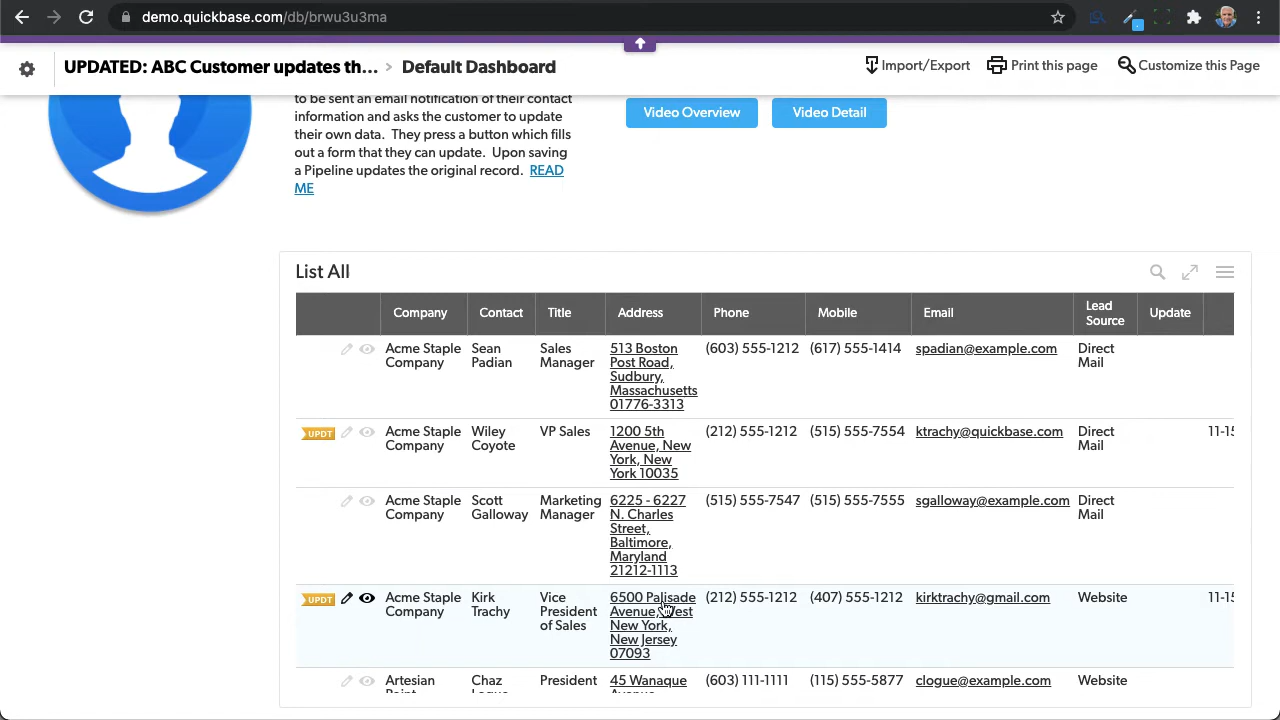 demo.quickbase.com/db/brwu3u3ma
UPDATED: ABC Customer updates th... > Default Dashboard
Import/Export
Print this page
Customize this Page
to be sent an email notification of their contact
information and asks the customer to update
their own data. They press a button which fills
out a form that they can update. Upon saving
a Pipeline updates the original record. READ
ME
Video Overview
Video Detail
List All
Company
Contact
Title
Address
Phone
Mobile
Email
Lead
Source
Update
Acme Staple
Company
Sean
Padian
Sales
Manager
513 Boston
Post Road,
Sudbury,
Massachusetts
01776-3313
(603) 555-1212
(617) 555-1414
spadian@example.com
Direct
Mail
UPDT
Acme Staple
Company
Wiley
Coyote
VP Sales
1200 5th
Avenue, New
York, New
York 10035
(212) 555-1212
(515) 555-7554
ktrachy@quickbase.com
Direct
Mail
11-15
Acme Staple
Company
Scott
Galloway
Marketing
Manager
6225 - 6227
N. Charles
Street,
Baltimore,
Maryland
21212-1113
(515) 555-7547
(515) 555-7555
sgalloway@example.com
Direct
Mail
UPDT
Acme Staple
Company
Kirk
Trachy
Vice
President
of Sales
6500 Palisade
Avenue, West
New York,
New Jersey
07093
(212) 555-1212
(407) 555-1212
kirktrachy@gmail.com
Website
11-15
Artesian
Chaz
President
45 Wanaque
Avenue
(603) 111-1111
(115) 555-5877
clogue@example.com
Website